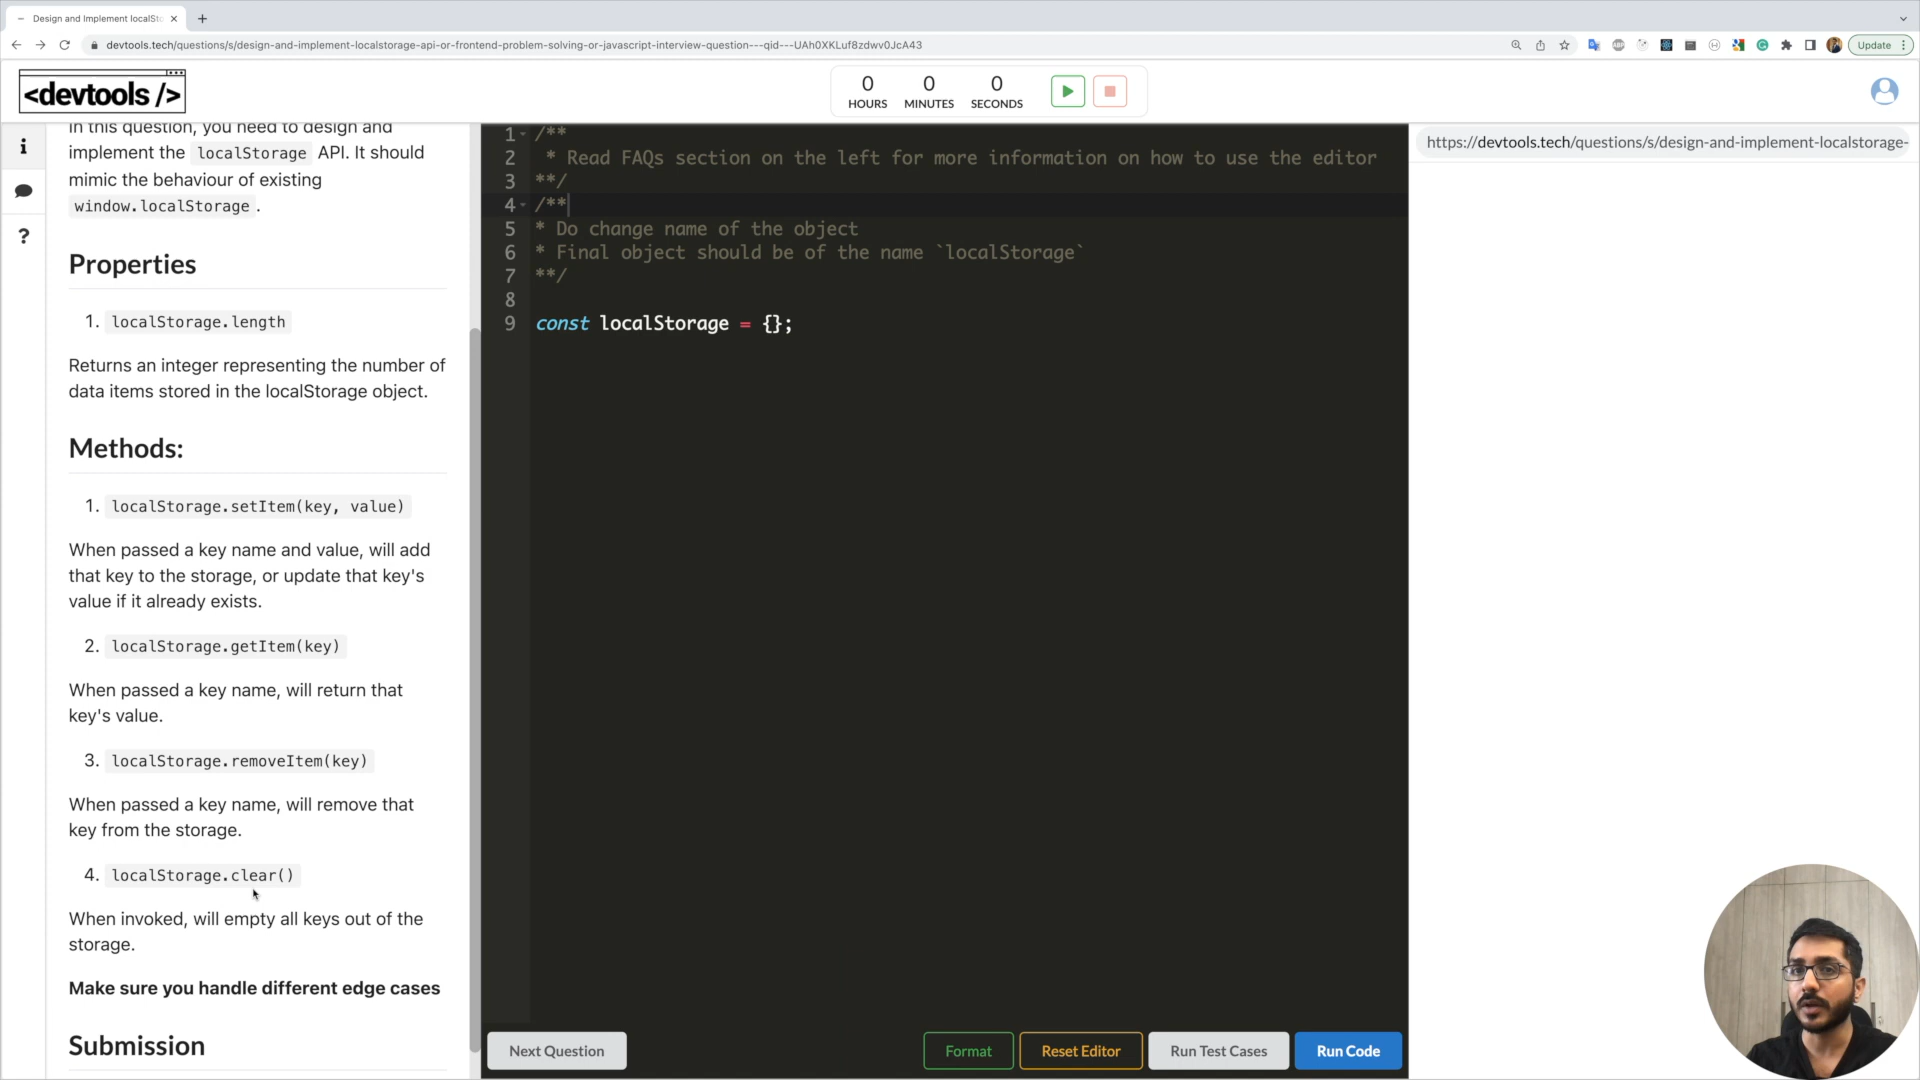 Design and Implement localSto
devtools.tech/questions/s/design-and-implement-localstorage-api-or-frontend-problem-solving-or-javascript-interview-question---qid---UAh0XKLuf8zdwv0JcA43
Update
<devtools />
0 0 0
HOURS MINUTES SECONDS
In this question, you need to design and
implement the localStorage API. It should
mimic the behaviour of existing
window.localStorage .
Properties
1. localStorage.length
Returns an integer representing the number of
data items stored in the localStorage object.
Methods:
1. localStorage.setItem(key, value)
When passed a key name and value, will add
that key to the storage, or update that key's
value if it already exists.
2. localStorage.getItem(key)
When passed a key name, will return that
key's value.
3. localStorage.removeItem(key)
When passed a key name, will remove that
key from the storage.
4. localStorage.clear()
When invoked, will empty all keys out of the
storage.
Make sure you handle different edge cases
Submission
1 /**
2 * Read FAQs section on the left for more information on how to use the editor
3 **/
4 /**
5 * Do change name of the object
6 * Final object should be of the name `localStorage`
7 **/
8
9 const localStorage = {};
Next Question Format Reset Editor Run Test Cases Run Code
https://devtools.tech/questions/s/design-and-implement-localstorage-